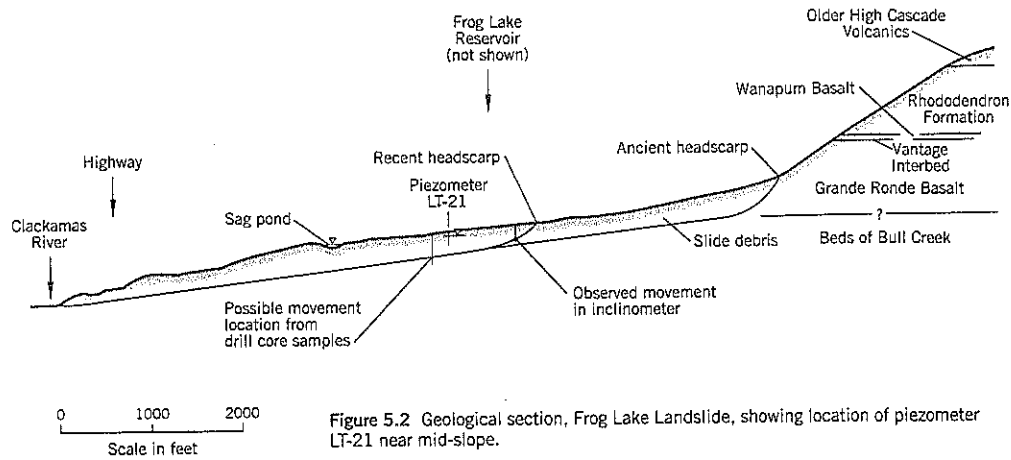 Older High Cascade
Volcanics
Frog Lake
Reservoir
(not shown)
Wanapum Basalt
Rhododendron
Formation
Highway
Recent headscarp
Ancient headscarp
Vantage
Interbed
Piezometer
LT-21
Grande Ronde Basalt
Clackamas
River
Sag pond
?
Slide debris
Beds of Bull Creek
Possible movement
location from
drill core samples
Observed movement
in inclinometer
0 1000 2000
Scale in feet
Figure 5.2 Geological section, Frog Lake Landslide, showing location of piezometer
LT-21 near mid-slope.